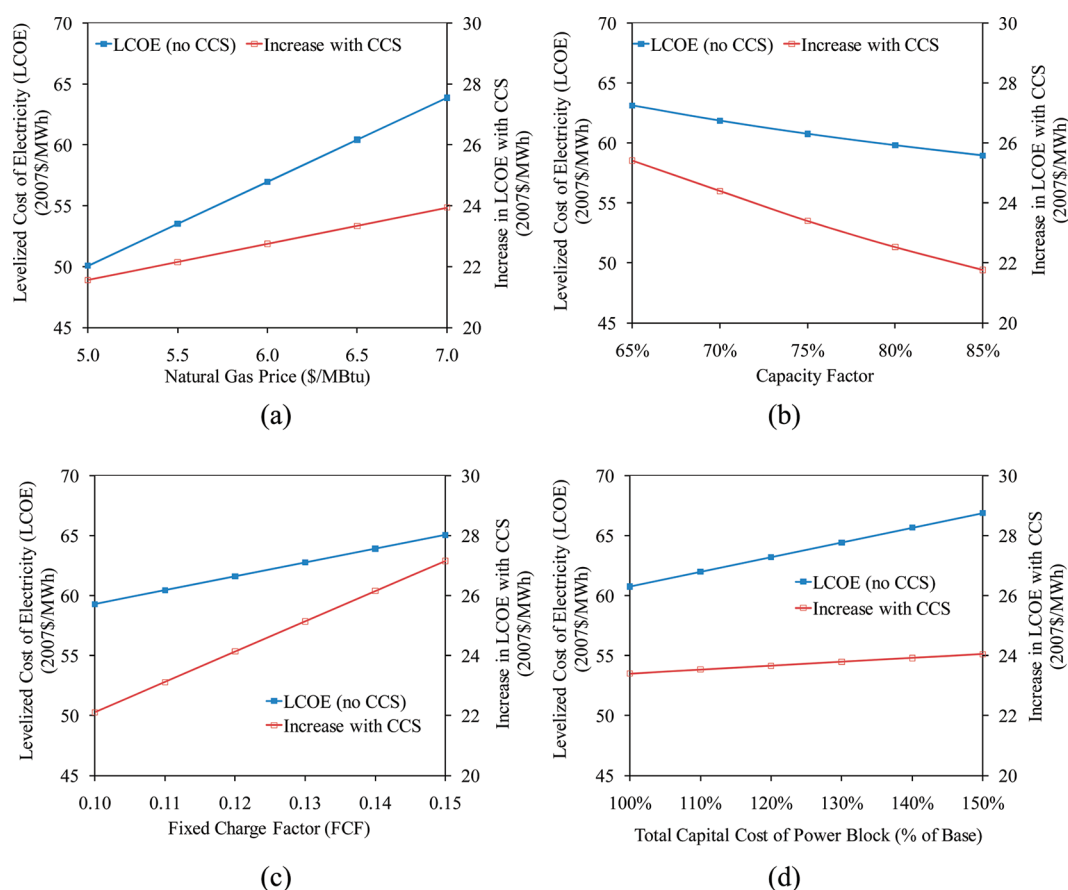 70
65
60
55
50
45
30
28
26
24
22
20
LCOE (no CCS)
Increase with CCS
Levelized Cost of Electricity (LCOE)
(2007$/MWh)
Increase in LCOE with CCS
(2007$/MWh)
5.0 5.5 6.0 6.5 7.0
Natural Gas Price ($/MBtu)
(a)
70
65
60
55
50
45
30
28
26
24
22
20
LCOE (no CCS)
Increase with CCS
Levelized Cost of Electricity (LCOE)
(2007$/MWh)
Increase in LCOE with CCS
(2007$/MWh)
65% 70% 75% 80% 85%
Capacity Factor
(b)
70
65
60
55
50
45
30
28
26
24
22
20
LCOE (no CCS)
Increase with CCS
Levelized Cost of Electricity (LCOE)
(2007$/MWh)
Increase in LCOE with CCS
(2007$/MWh)
0.10 0.11 0.12 0.13 0.14 0.15
Fixed Charge Factor (FCF)
(c)
70
65
60
55
50
45
30
28
26
24
22
20
LCOE (no CCS)
Increase with CCS
Levelized Cost of Electricity (LCOE)
(2007$/MWh)
Increase in LCOE with CCS
(2007$/MWh)
100% 110% 120% 130% 140% 150%
Total Capital Cost of Power Block (% of Base)
(d)